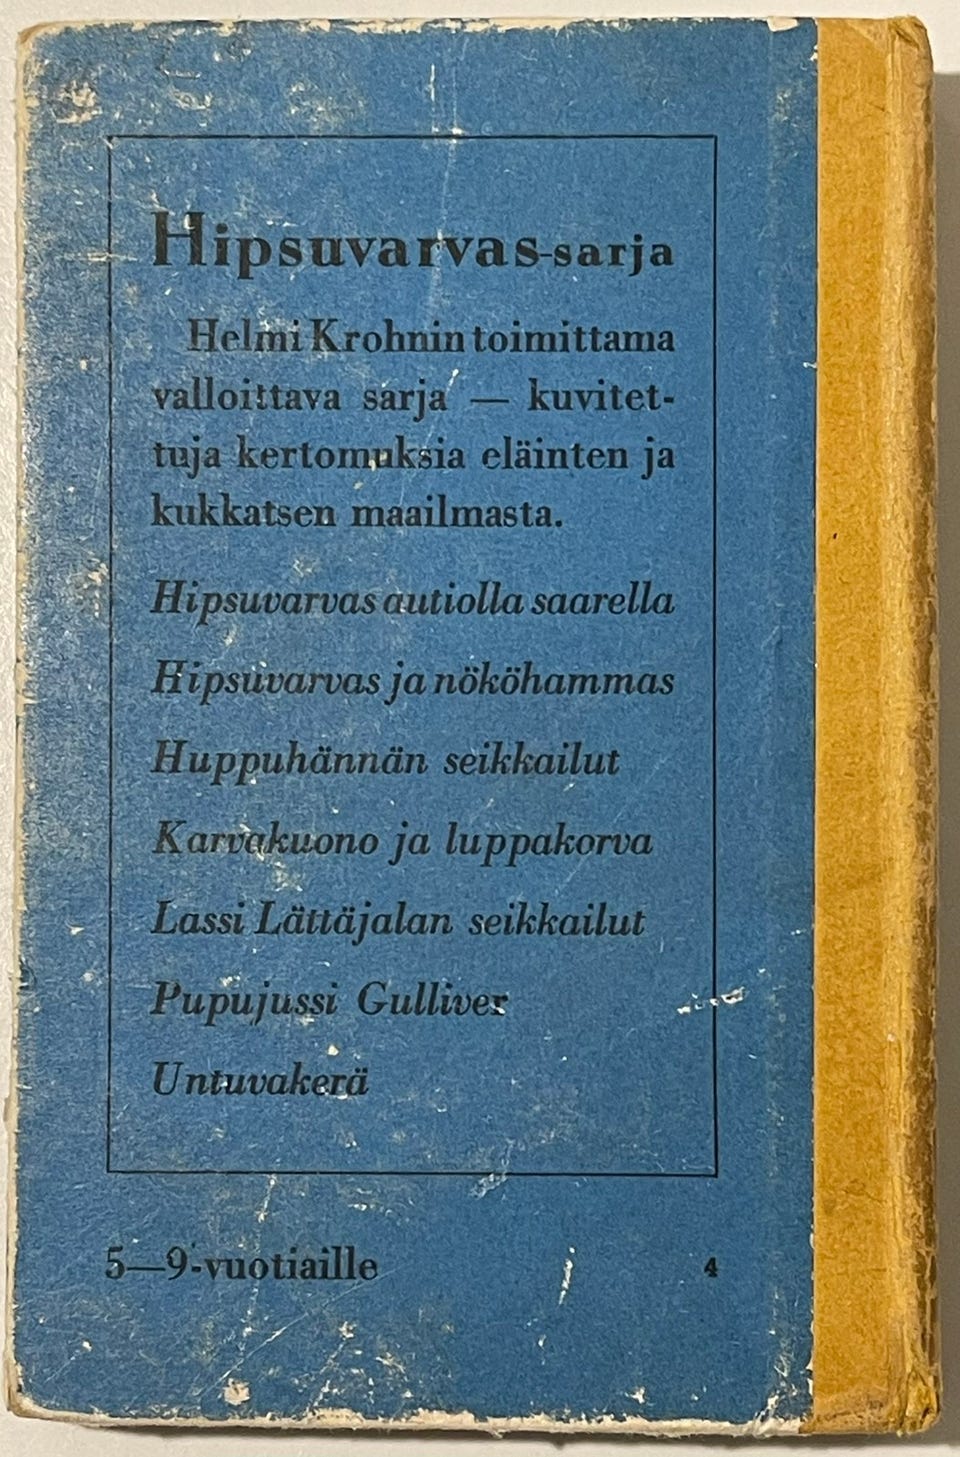 Hipsuvarvas-sarja
Helmi Krohnin toimittama
valloittava sarja — kuvitet-
tuja kertomuksia eläinten ja
kukkatsen maailmasta.
Hipsuvarvas autiolla saarella
Hipsuvarvas ja nököhammas
Huppuhännän seikkailut
Karvakuono ja luppakorva
Lassi Lättäjalan seikkailut
Pupujussi Gulliver
Untuvakerä
5—9-vuotiaille
4